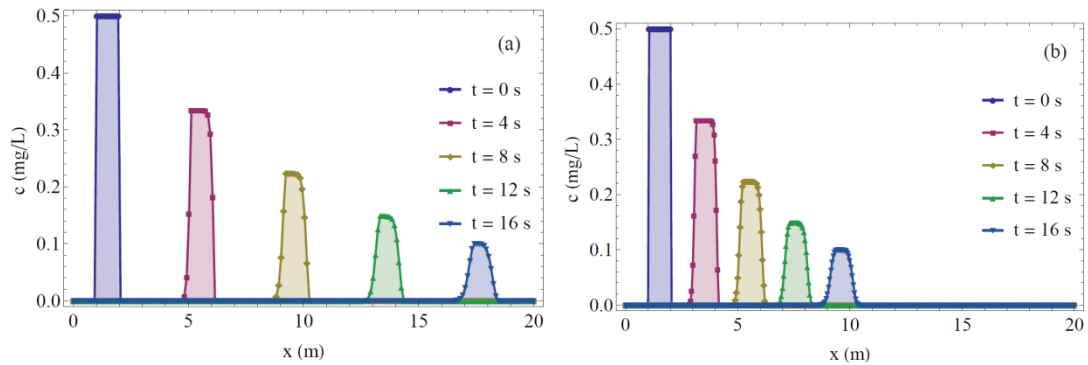 (a)
c (mg/L)
0.5
0.4
0.3
0.2
0.1
0.0
t = 0 s
t = 4 s
t = 8 s
t = 12 s
t = 16 s
0 5 10 15 20
x (m)
(b)
c (mg/L)
0.5
0.4
0.3
0.2
0.1
0.0
t = 0 s
t = 4 s
t = 8 s
t = 12 s
t = 16 s
0 5 10 15 20
x (m)